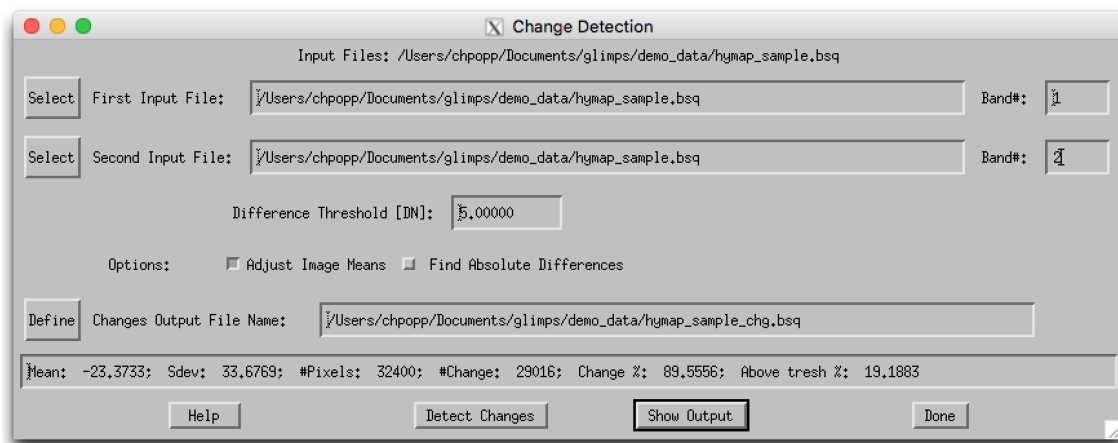 Change Detection
Input Files: /Users/chpopp/Documents/glimps/demo_data/hymap_sample.bsq
Select First Input File: /Users/chpopp/Documents/glimps/demo_data/hymap_sample.bsq Band#: 1
Select Second Input File: /Users/chpopp/Documents/glimps/demo_data/hymap_sample.bsq Band#: 2
Difference Threshold [DN]: 5.00000
Options: Adjust Image Means Find Absolute Differences
Define Changes Output File Name: /Users/chpopp/Documents/glimps/demo_data/hymap_sample_chg.bsq
Mean: -23.3733; Sdev: 33.6769; #Pixels: 32400; #Change: 29016; Change %: 89.5556; Above tresh %: 19.1883
Help Detect Changes Show Output Done